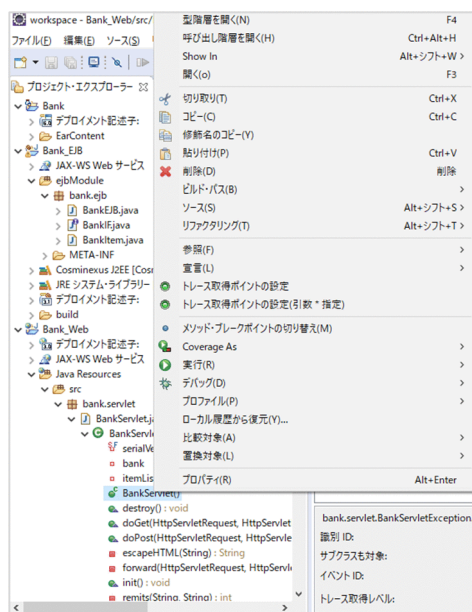 workspace - Bank_Web/src/
ファイル(F) 編集(E) ソース(S)
プロジェクト・エクスプローラー
Bank
デプロイメント記述子:
EarContent
Bank_EJB
JAX-WS Web サービス
ejbModule
bank.ejb
BankEJB.java
BankIF.java
BankItem.java
META-INF
Cosminexus J2EE [Cos
JRE システム・ライブラリー
デプロイメント記述子:
build
Bank_Web
デプロイメント記述子:
JAX-WS Web サービス
Java Resources
src
bank.servlet
BankServlet.ja
BankServle
serialVe
bank
itemLis
BankServlet()
destroy() : void
doGet(HttpServletRequest, HttpServlet
doPost(HttpServletRequest, HttpServle
escapeHTML(String) : String
forward(HttpServletRequest, HttpServle
init() : void
remits(String, String) : int
型階層を開く(N) F4
呼び出し階層を開く(H) Ctrl+Alt+H
Show In Alt+シフト+W >
開く(o) F3
切り取り(T) Ctrl+X
コピー(C) Ctrl+C
修飾名のコピー(Y)
貼り付け(P) Ctrl+V
削除(D) 削除
ビルド・パス(B) >
ソース(S) Alt+シフト+S >
リファクタリング(T) Alt+シフト+T >
参照(F) >
宣言(L) >
トレース取得ポイントの設定
トレース取得ポイントの設定(引数 * 指定)
メソッド・ブレークポイントの切り替え(M)
Coverage As >
実行(R) >
デバッグ(D) >
プロファイル(P) >
ローカル履歴から復元(Y)...
比較対象(A) >
置換対象(L) >
プロパティ(R) Alt+Enter
bank.servlet.BankServletException
識別 ID:
サブクラスも対象:
イベント ID:
トレース取得レベル: